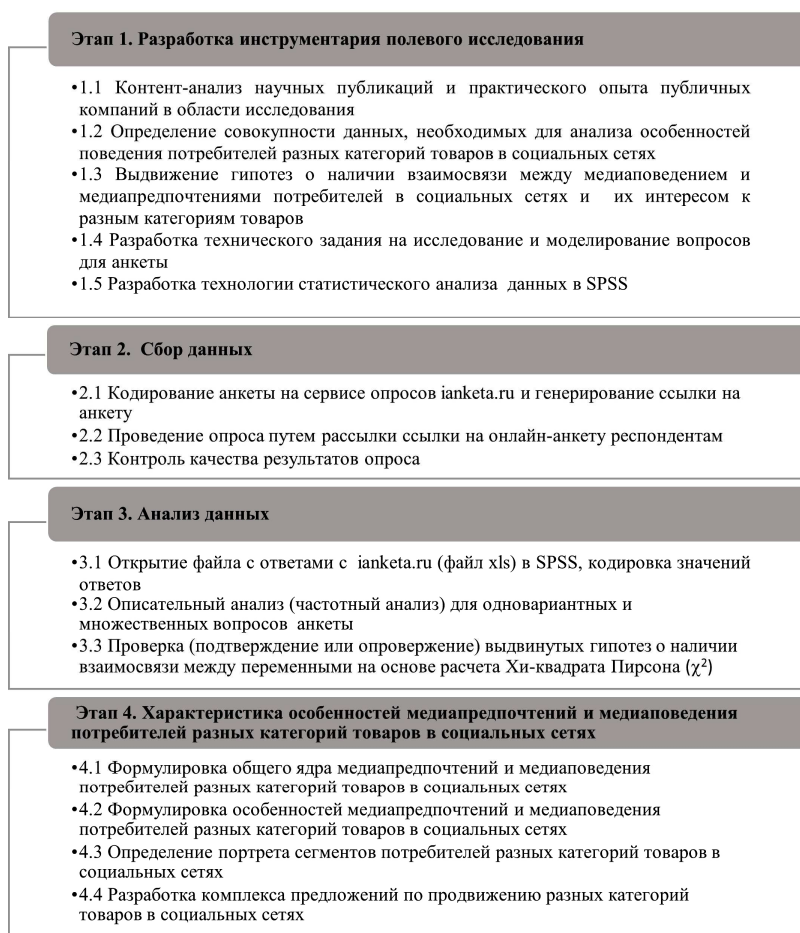 Этап 1. Разработка инструментария полевого исследования
•1.1 Контент-анализ научных публикаций и практического опыта публичных
компаний в области исследования
•1.2 Определение совокупности данных, необходимых для анализа особенностей
поведения потребителей разных категорий товаров в социальных сетях
•1.3 Выдвижение гипотез о наличии взаимосвязи между медиаповедением и
медиапрепочтениями потребителей в социальных сетях и их интересом к
разным категориям товаров
•1.4 Разработка технического задания на исследование и моделирование вопросов
для анкеты
•1.5 Разработка технологии статистического анализа данных в SPSS
Этап 2. Сбор данных
•2.1 Кодирование анкеты на сервисе опросов ianketa.ru и генерирование ссылки на
анкету
•2.2 Проведение опроса путем рассылки ссылки на онлайн-анкету респондентам
•2.3 Контроль качества результатов опроса
Этап 3. Анализ данных
•3.1 Открытие файла с ответами с ianketa.ru (файл xls) в SPSS, кодировка значений
ответов
•3.2 Описательный анализ (частотный анализ) для одновариантных и
множественных вопросов анкеты
•3.3 Проверка (подтверждение или опровержение) выдвинутых гипотез о наличии
взаимосвязи между переменными на основе расчета Хи-квадрата Пирсона (χ²)
Этап 4. Характеристика особенностей медиапредпочтений и медиаповедения
потребителей разных категорий товаров в социальных сетях
•4.1 Формулировка общего ядра медиапредпочтений и медиаповедения
потребителей разных категорий товаров в социальных сетях
•4.2 Формулировка особенностей медиапредпочтений и медиаповедения
потребителей разных категорий товаров в социальных сетях
•4.3 Определение портрета сегментов потребителей разных категорий товаров в
социальных сетях
•4.4 Разработка комплекса предложений по продвижению разных категорий
товаров в социальных сетях